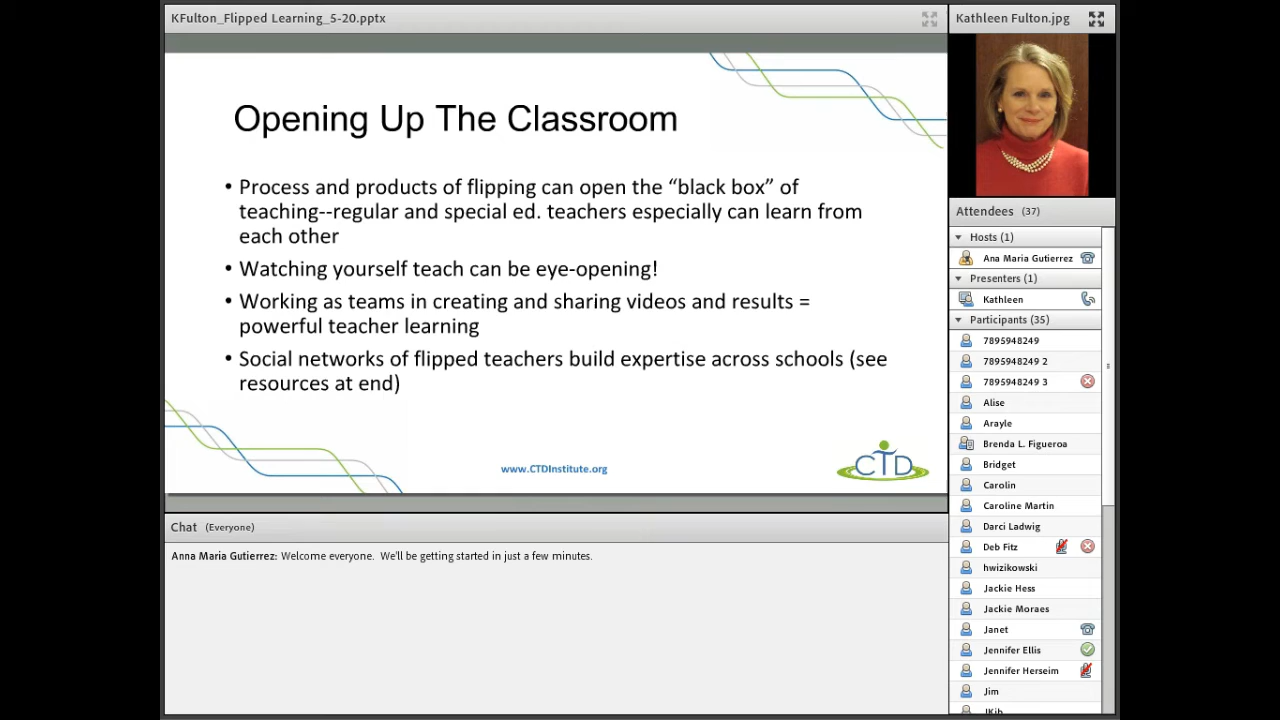 KFulton_Flipped Learning_5-20.pptx
Opening Up The Classroom
• Process and products of flipping can open the “black box” of
teaching--regular and special ed. teachers especially can learn from
each other
• Watching yourself teach can be eye-opening!
• Working as teams in creating and sharing videos and results =
powerful teacher learning
• Social networks of flipped teachers build expertise across schools (see
resources at end)
www.CTDInstitute.org
CTD
Chat (Everyone)
Anna Maria Gutierrez: Welcome everyone. We'll be getting started in just a few minutes.
Kathleen Fulton.jpg
Attendees (37)
Hosts (1)
Ana Maria Gutierrez
Presenters (1)
Kathleen
Participants (35)
7895948249
7895948249 2
7895948249 3
Alise
Arayle
Brenda L. Figueroa
Bridget
Carolin
Caroline Martin
Darci Ladwig
Deb Fitz
hwizikowski
Jackie Hess
Jackie Moraes
Janet
Jennifer Ellis
Jennifer Herseim
Jim